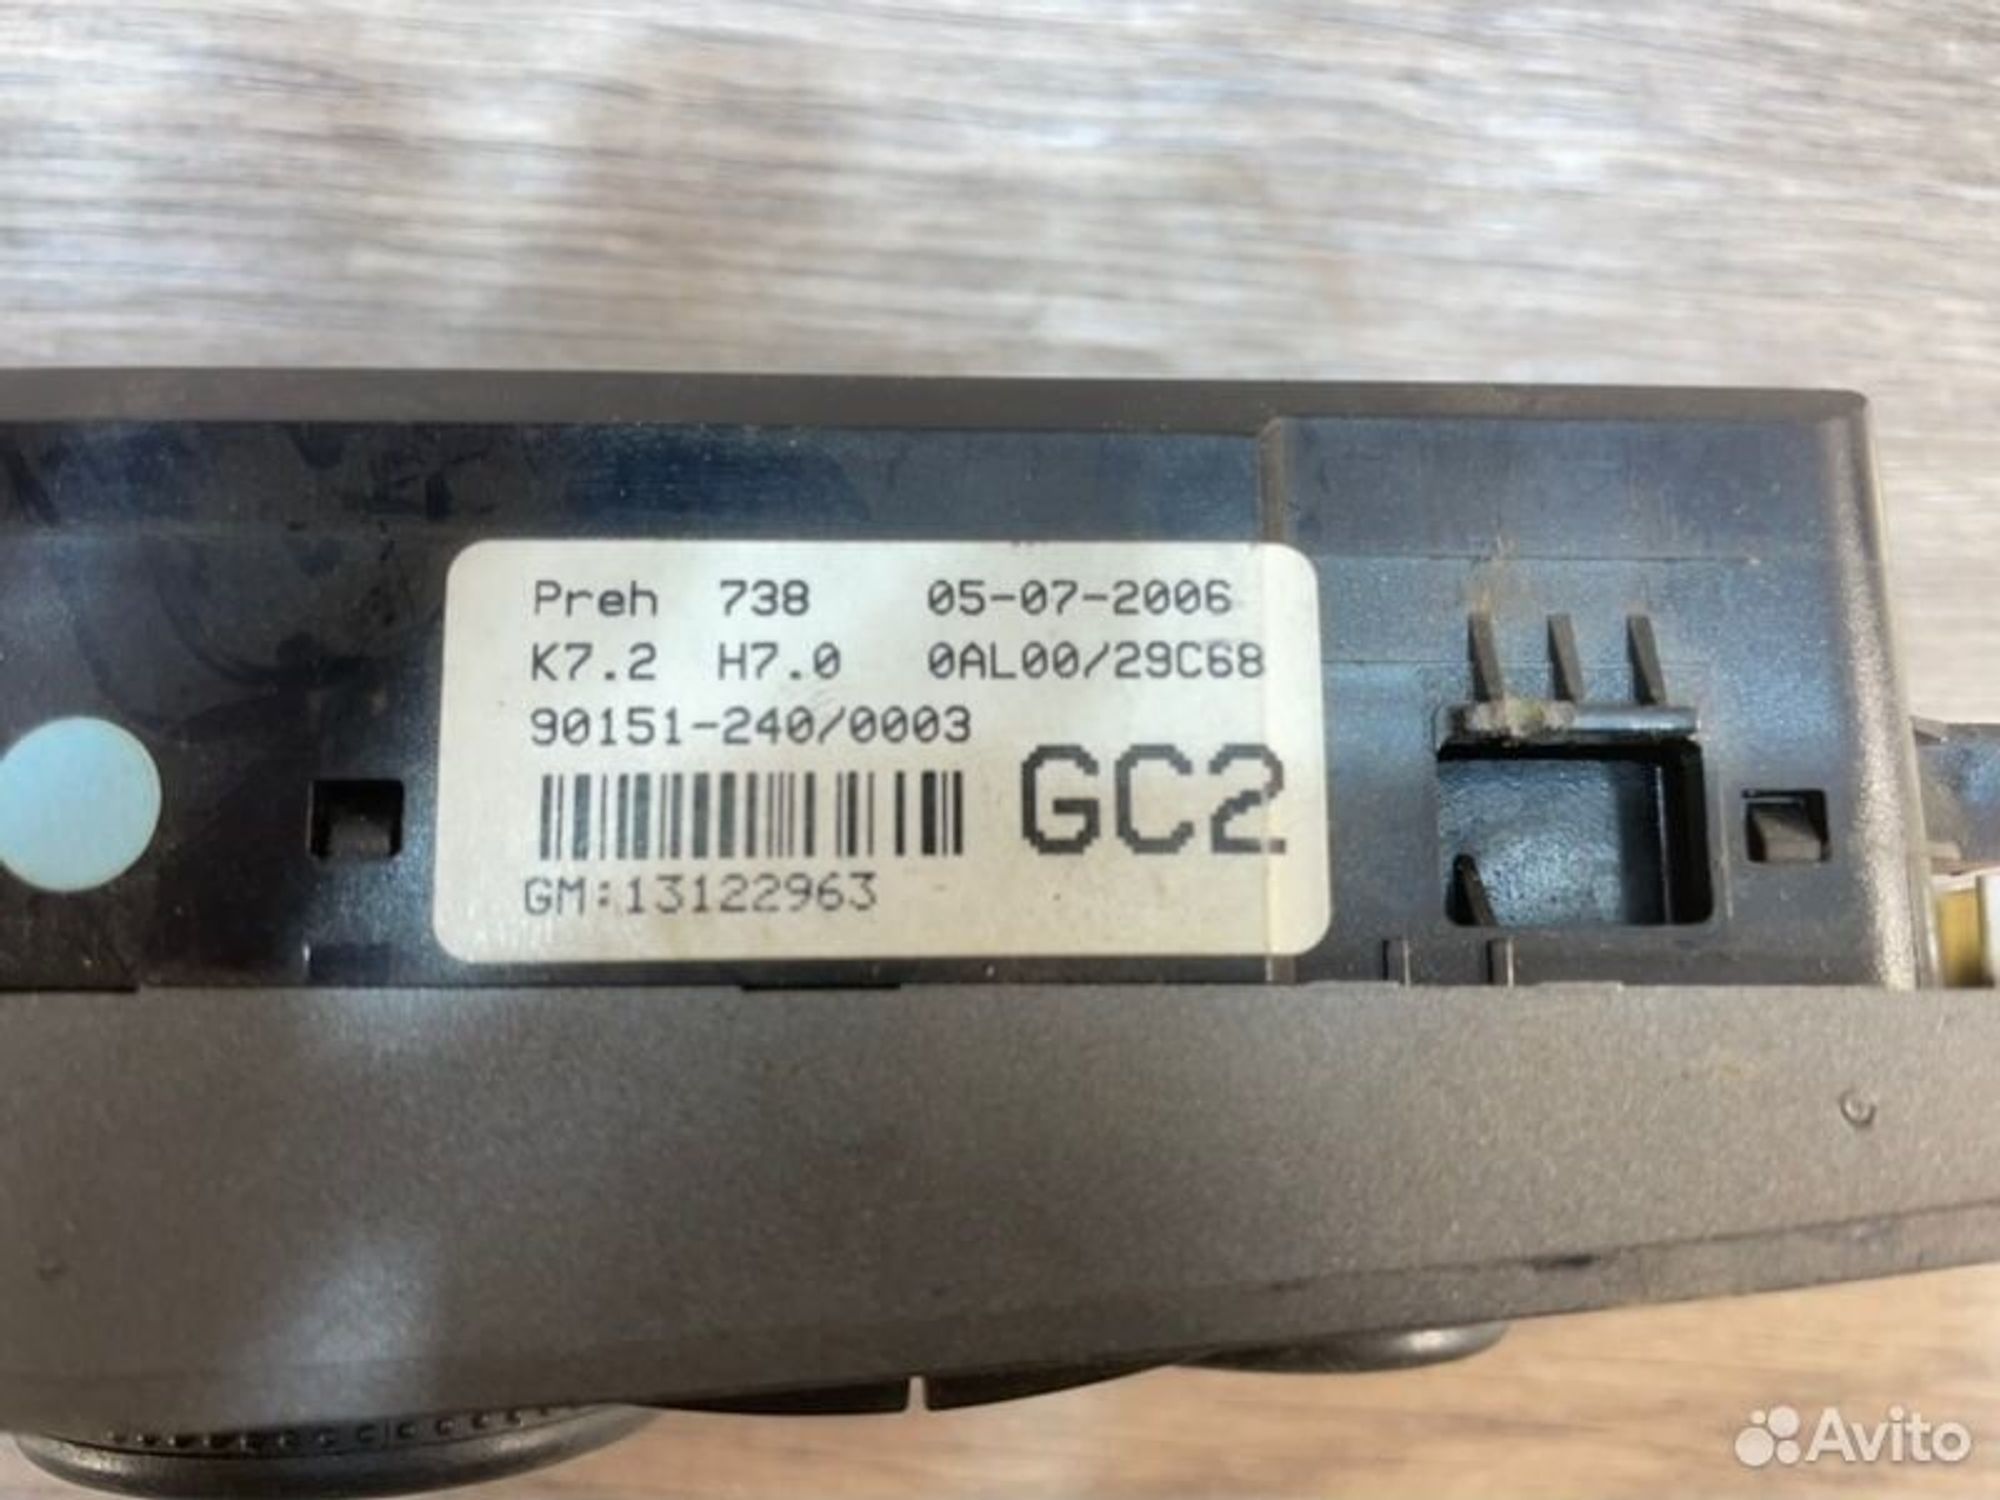 Preh 738 05-07-2006
K7.2 H7.0 0AL00/29C68
90151-240/0003
GC2
GM:13122963
Avito